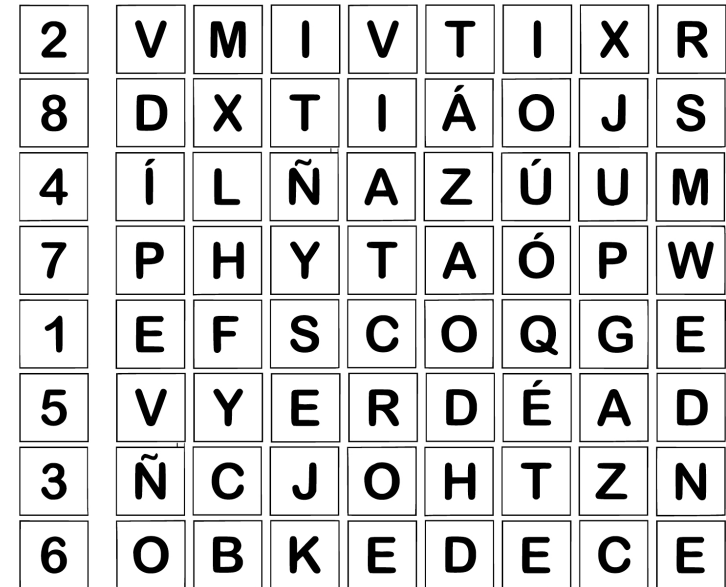 2 V M I V T I X R
8 D X T I Á O J S
4 Í L Ñ A Z Ú U M
7 P H Y T A Ó P W
1 E F S C O Q G E
5 V Y E R D É A D
3 Ñ C J O H T Z N
6 O B K E D E C E